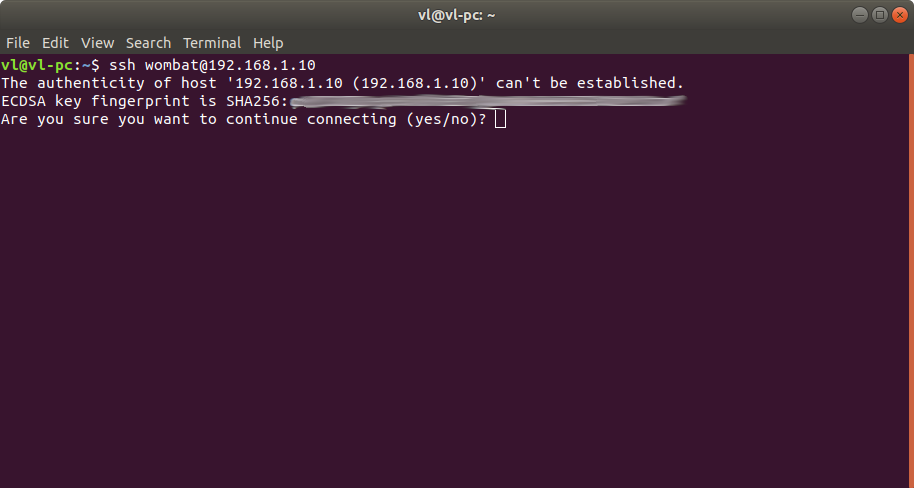 vl@vl-pc: ~
File Edit View Search Terminal Help
vl@vl-pc:~$ ssh wombat@192.168.1.10
The authenticity of host '192.168.1.10 (192.168.1.10)' can't be established.
ECDSA key fingerprint is SHA256:
Are you sure you want to continue connecting (yes/no)?